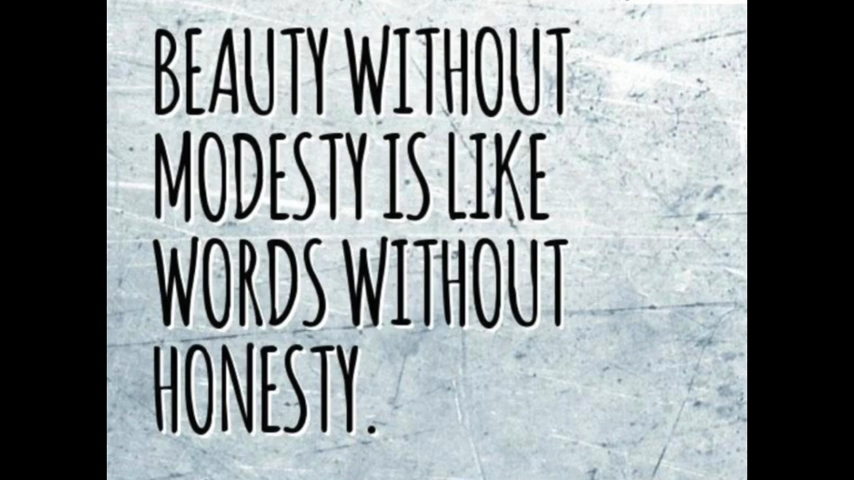 BEAUTY WITHOUT
MODESTY IS LIKE
WORDS WITHOUT
HONESTY.